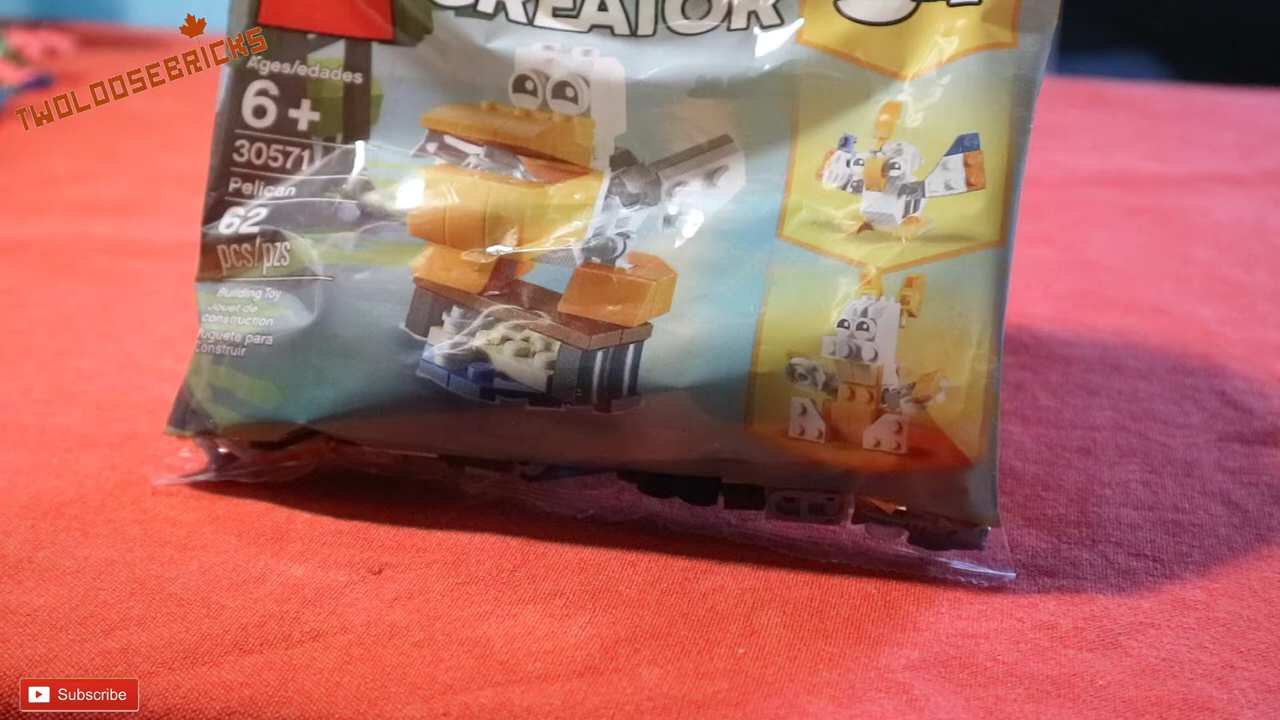 CREATOR
TWOLOOSEBRICKS
Ages/edades
6+
30571
Pelican
62
pcs/pzs
Building Toy
Jouet de
construction
Juguete para
Construir
Subscribe